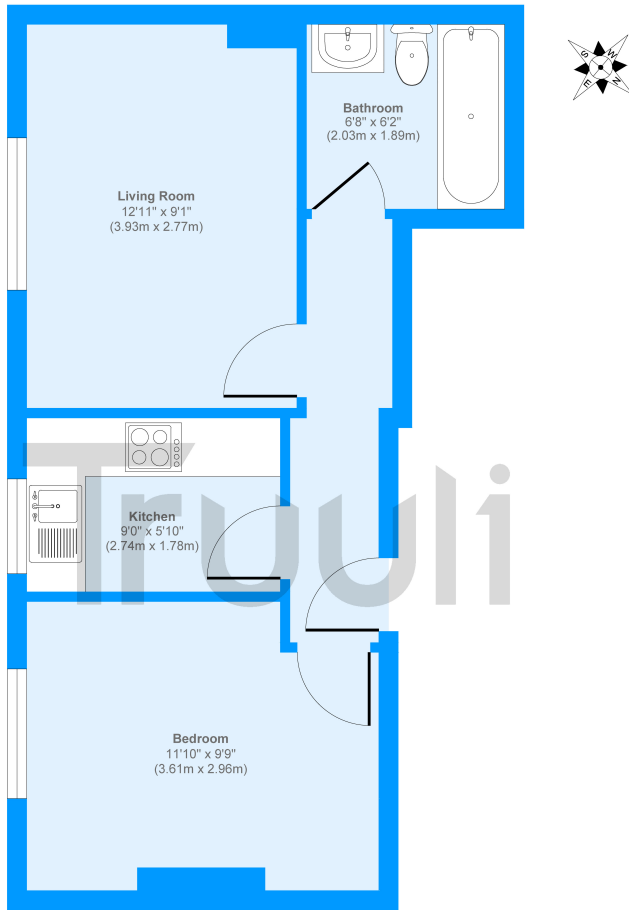 Bathroom
6'8" x 6'2"
(2.03m x 1.89m)
S
W
E
N
Living Room
12'11" x 9'1"
(3.93m x 2.77m)
Truuli
Kitchen
9'0" x 5'10"
(2.74m x 1.78m)
Bedroom
11'10" x 9'9"
(3.61m x 2.96m)